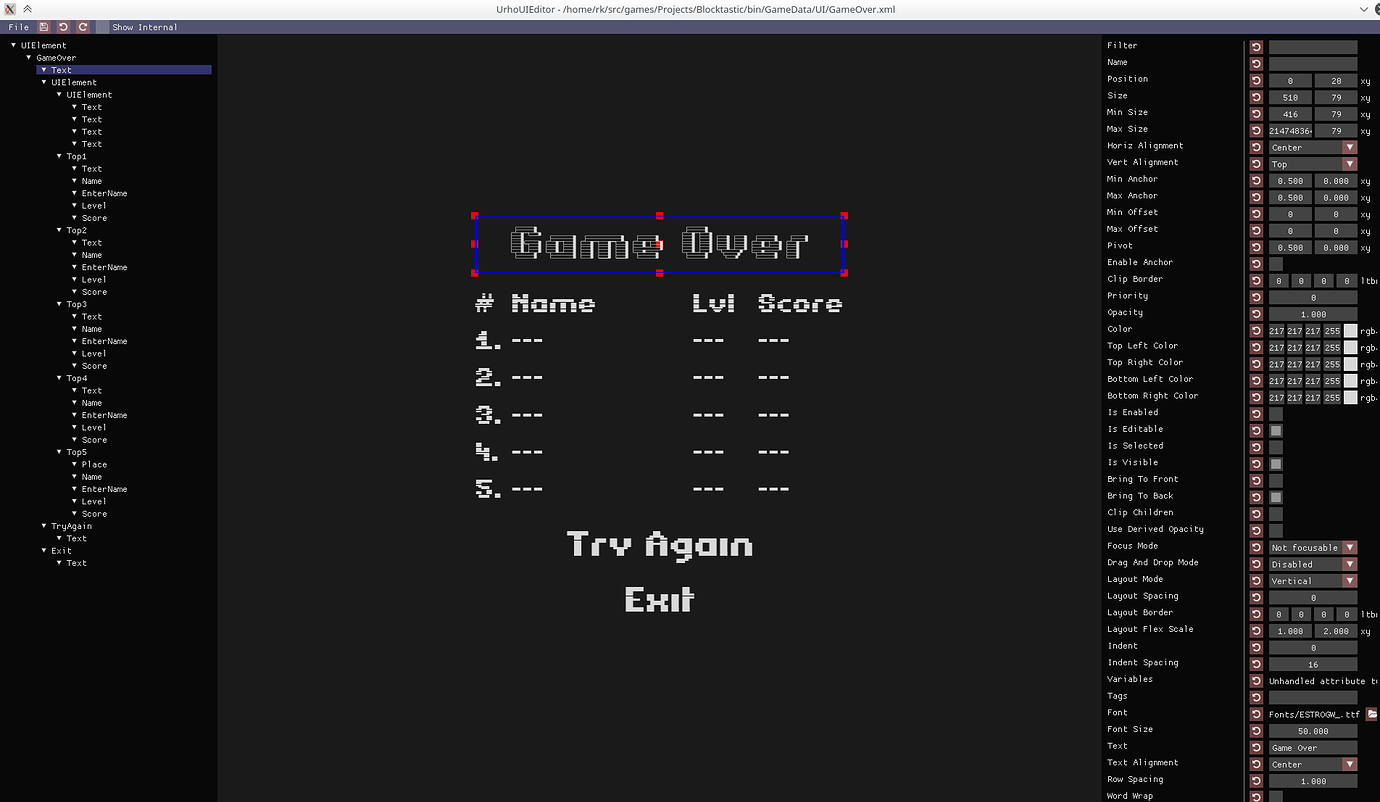 UrhoUIEditor - /home/rk/src/games/Projects/Blocktastic/bin/GameData/UI/GameOver.xml
File Show Internal
UIElement
GameOver
Text
UIElement
UIElement
Text
Text
Text
Text
Top1
Text
Name
EnterName
Level
Score
Top2
Text
Name
EnterName
Level
Score
Top3
Text
Name
EnterName
Level
Score
Top4
Text
Name
EnterName
Level
Score
Top5
Place
Name
EnterName
Level
Score
TryAgain
Text
Exit
Text
Game Over
# Name Lvl Score
1. --- --- ---
2. --- --- ---
3. --- --- ---
4. --- --- ---
5. --- --- ---
Try Again
Exit
Filter
Name
Position 0 20 xy
Size 510 79 xy
Min Size 416 79 xy
Max Size 214748364 79 xy
Horiz Alignment Center
Vert Alignment Top
Min Anchor 0.500 0.000 xy
Max Anchor 0.500 0.000 xy
Min Offset 0 0 xy
Max Offset 0 0 xy
Pivot 0.500 0.000 xy
Enable Anchor
Clip Border 0 0 0 0 ltb
Priority 0
Opacity 1.000
Color 217 217 217 255 rgb
Top Left Color 217 217 217 255 rgb
Top Right Color 217 217 217 255 rgb
Bottom Left Color 217 217 217 255 rgb
Bottom Right Color 217 217 217 255 rgb
Is Enabled
Is Editable
Is Selected
Is Visible
Bring To Front
Bring To Back
Clip Children
Use Derived Opacity
Focus Mode Not focusable
Drag And Drop Mode Disabled
Layout Mode Vertical
Layout Spacing 0
Layout Border 0 0 0 0 ltb
Layout Flex Scale 1.000 2.000 xy
Indent 0
Indent Spacing 16
Variables Unhandled attribute t
Tags
Font Fonts/ESTROGW_.ttf
Font Size 50.000
Text Game Over
Text Alignment Center
Row Spacing 1.000
Word Wrap